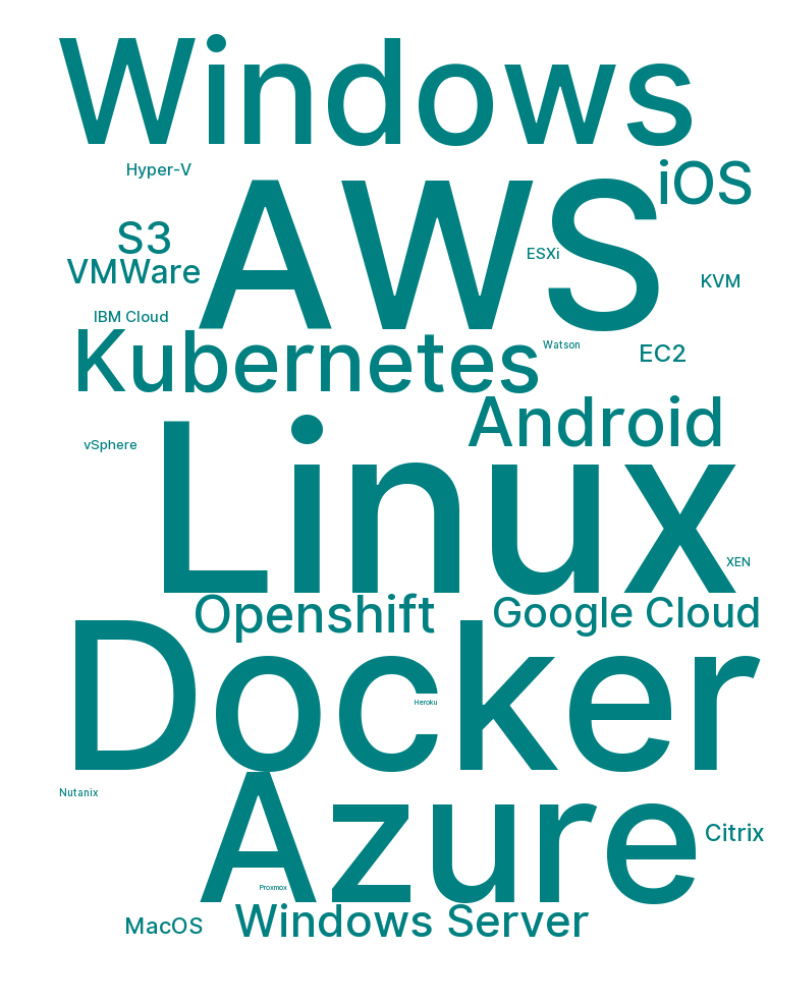 Windows
Hyper-V
iOS
AWS
S3
ESXi
VMWare
KVM
IBM Cloud
Kubernetes
Watson
EC2
Android
vSphere
Linux
XEN
Openshift
Google Cloud
Docker
Heroku
Nutanix
Azure
Citrix
Proxmox
MacOS
Windows Server